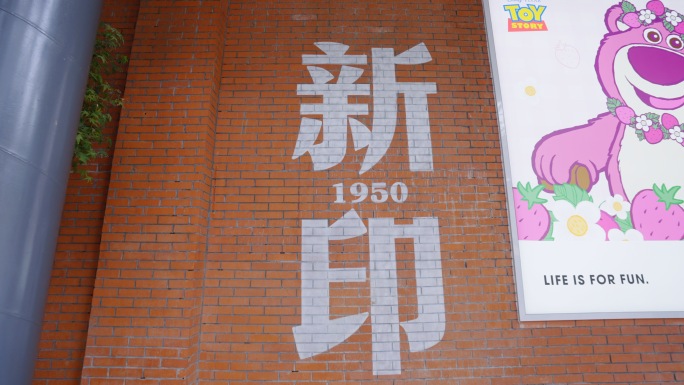 新
1950
印
TOY
STORY
LIFE IS FOR FUN.